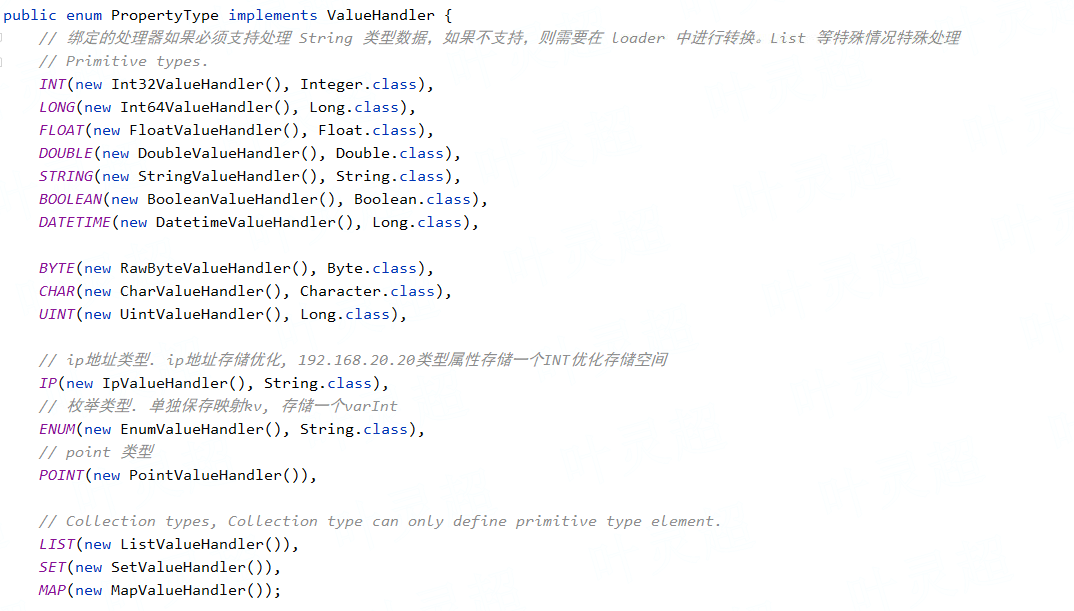 public enum PropertyType implements ValueHandler {
// 绑定的处理器如果必须支持处理 String 类型数据，如果不支持，则需要在 loader 中进行转换。List 等特殊情况特殊处理
// Primitive types.
INT(new Int32ValueHandler(), Integer.class),
LONG(new Int64ValueHandler(), Long.class),
FLOAT(new FloatValueHandler(), Float.class),
DOUBLE(new DoubleValueHandler(), Double.class),
STRING(new StringValueHandler(), String.class),
BOOLEAN(new BooleanValueHandler(), Boolean.class),
DATETIME(new DatetimeValueHandler(), Long.class),
BYTE(new RawByteValueHandler(), Byte.class),
CHAR(new CharValueHandler(), Character.class),
UINT(new UintValueHandler(), Long.class),
// ip地址类型. ip地址存储优化, 192.168.20.20类型属性存储一个INT优化存储空间
IP(new IpValueHandler(), String.class),
// 枚举类型. 单独保存映射kv, 存储一个varInt
ENUM(new EnumValueHandler(), String.class),
// point 类型
POINT(new PointValueHandler()),
// Collection types, Collection type can only define primitive type element.
LIST(new ListValueHandler()),
SET(new SetValueHandler()),
MAP(new MapValueHandler());